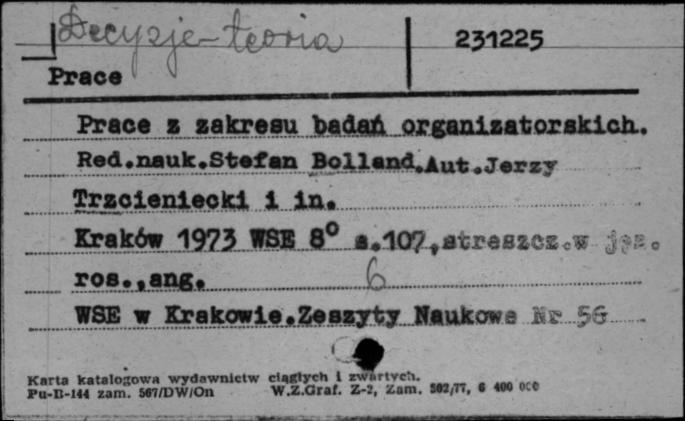 Decyzje - teoria
231225
Prace
Prace z zakresu badań organizatorskich.
Red.nauk.Stefan Bolland.Aut.Jerzy
Trzcieniecki i in.
Kraków 1973 WSE 8° s.107,streszcz.w jęz.
ros.,ang.
6
WSE w Krakowie.Zeszyty Naukowe Nr 56
Karta katalogowa wydawnictw ciągłych i zwartych.
Pu-B-144 zam. 567/DW/On W.Z.Graf. Z-2, Zam. 502/77, 6 400 000